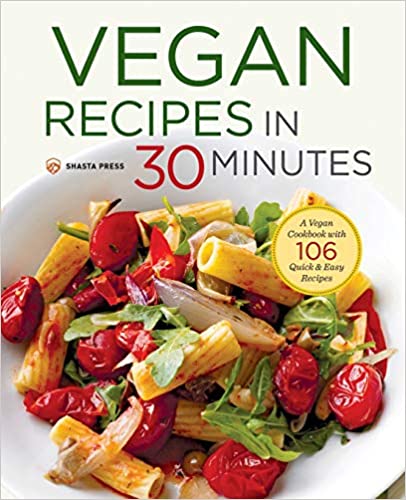 VEGAN
RECIPES IN
30 MINUTES
SHASTA PRESS
A Vegan
Cookbook with
106
Quick & Easy
Recipes